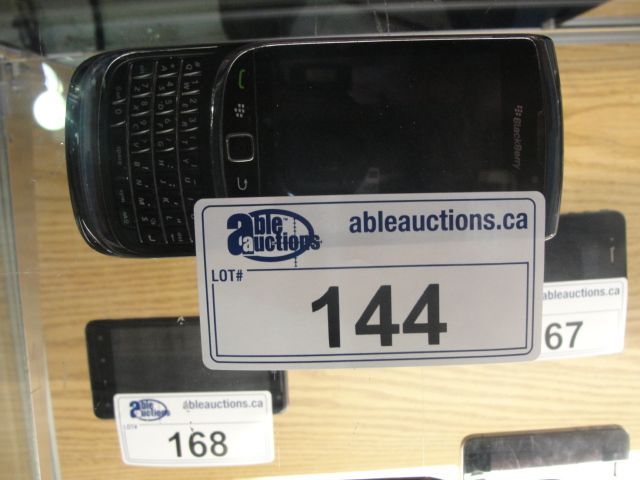 BlackBerry
able auctions
ableauctions.ca
LOT#
144
ableauctions.ca
67
able auctions
ableauctions.ca
LOT#
168